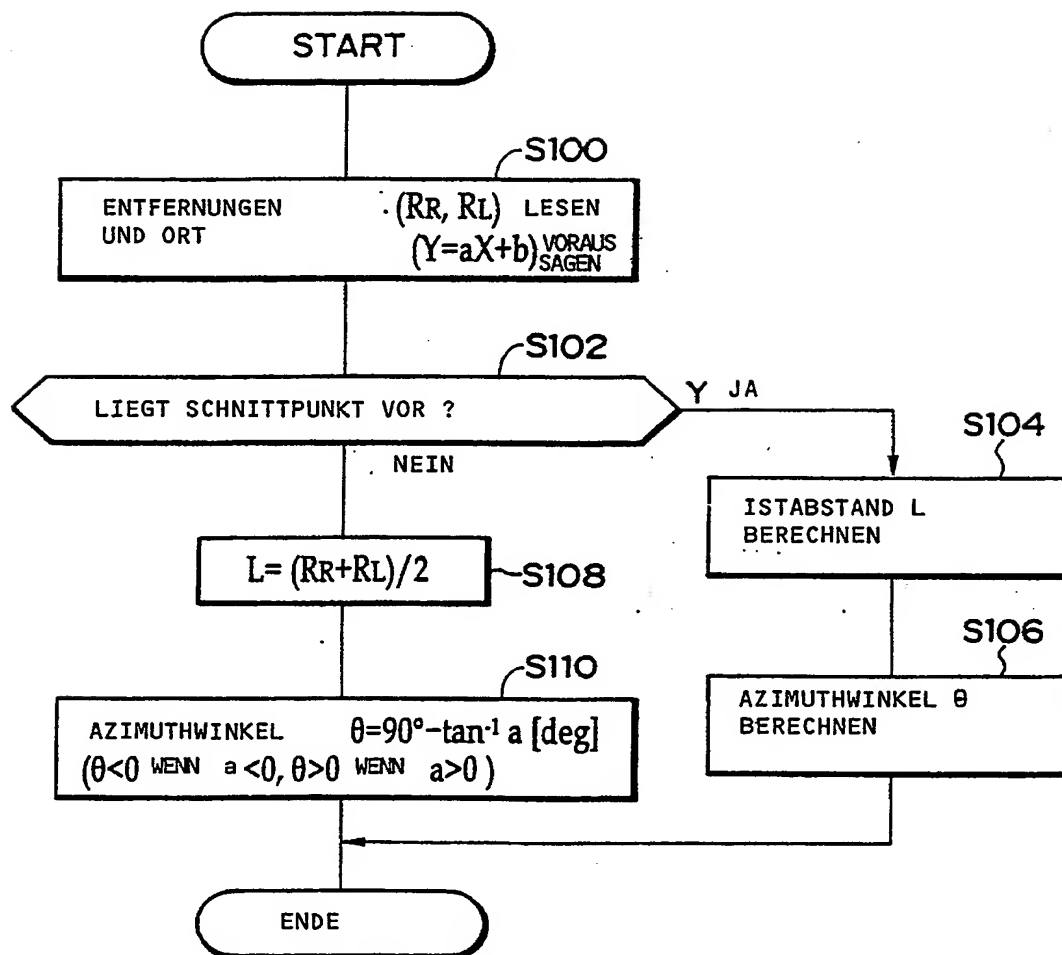 START
S100
ENTFERNUNGEN (RR, RL) LESEN
UND ORT (Y=aX+b) VORAUS
SAGEN
S102
LIEGT SCHNITTPUNKT VOR ?
Y JA
NEIN
S104
ISTABSTAND L
BERECHNEN
L= (RR+RL)/2
S108
S106
AZIMUTHWINKEL θ
BERECHNEN
S110
AZIMUTHWINKEL θ=90°-tan⁻¹ a [deg]
(θ<0 WENN a<0, θ>0 WENN a>0)
ENDE